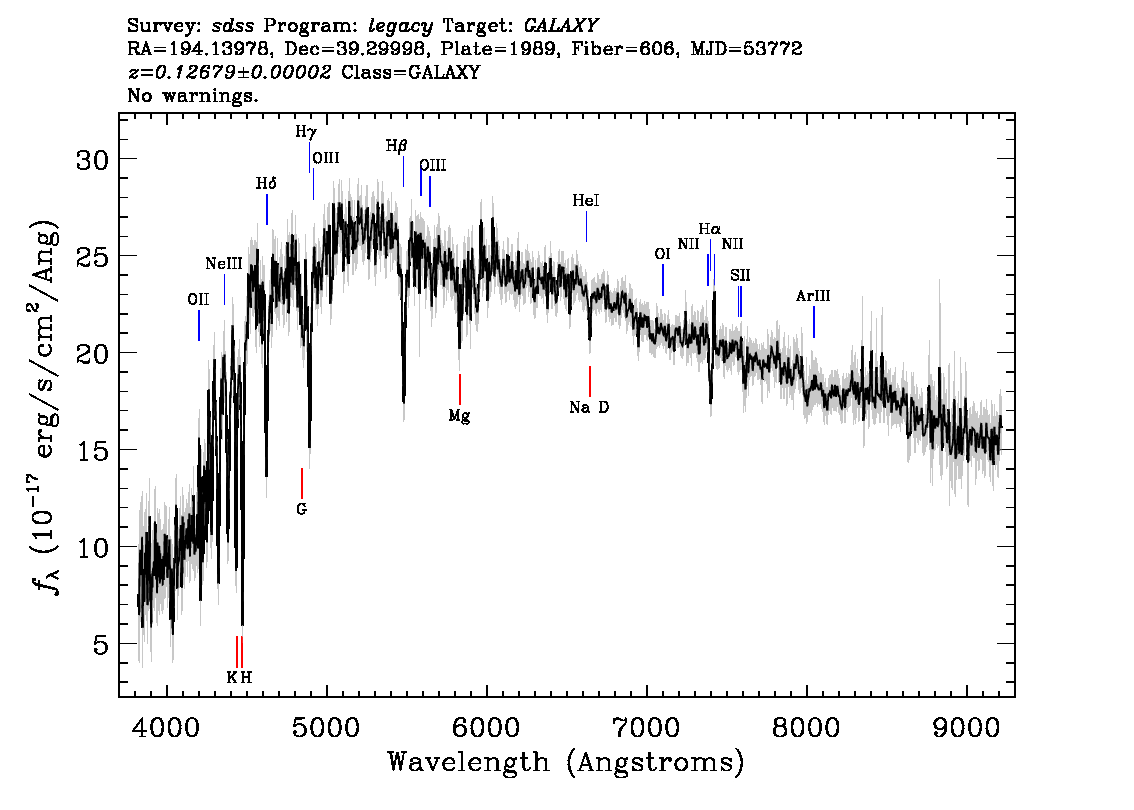 Survey: sdss Program: legacy Target: GALAXY
RA=194.13978, Dec=39.29998, Plate=1989, Fiber=606, MJD=53772
z=0.12679±0.00002 Class=GALAXY
No warnings.
Hγ
OIII
Hβ
OIII
Hδ
HeI
Hα
NII NII
OI
NeIII
SII
OII
ArIII
Mg
Na D
G
K H
30
25
20
15
10
5
f_λ (10^−17 erg/s/cm^2/Ang)
4000 5000 6000 7000 8000 9000
Wavelength (Angstroms)